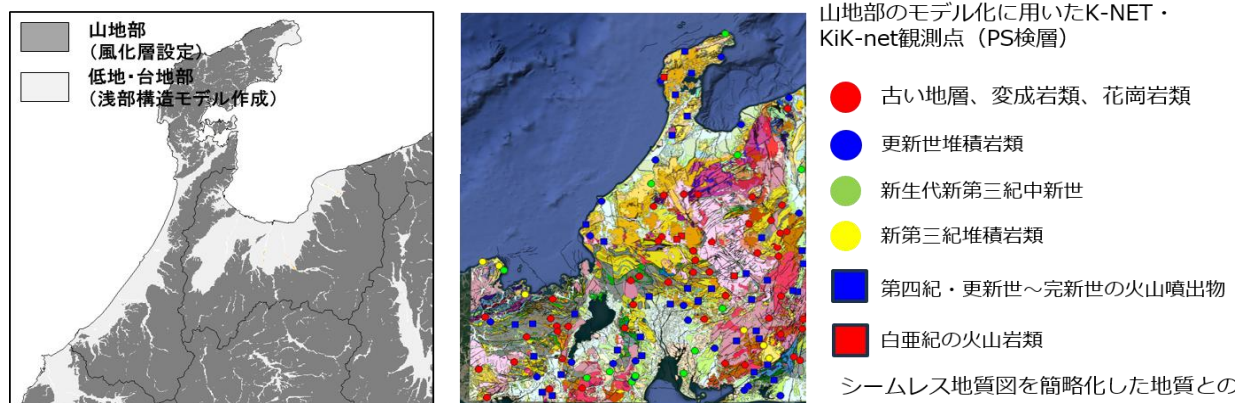 山地部
(風化層設定)
低地・台地部
(浅部構造モデル作成)
山地部のモデル化に用いたK-NET・
KiK-net観測点（PS検層）
古い地層、変成岩類、花崗岩類
更新世堆積岩類
新生代新第三紀中新世
新第三紀堆積岩類
第四紀・更新世～完新世の火山噴出物
白亜紀の火山岩類
シームレス地質図を簡略化した地質との